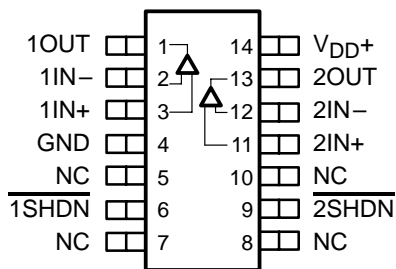 1OUT 1 14 V_DD+
1IN− 2 13 2OUT
1IN+ 3 12 2IN−
GND 4 11 2IN+
NC 5 10 NC
1SHDN 6 9 2SHDN
NC 7 8 NC